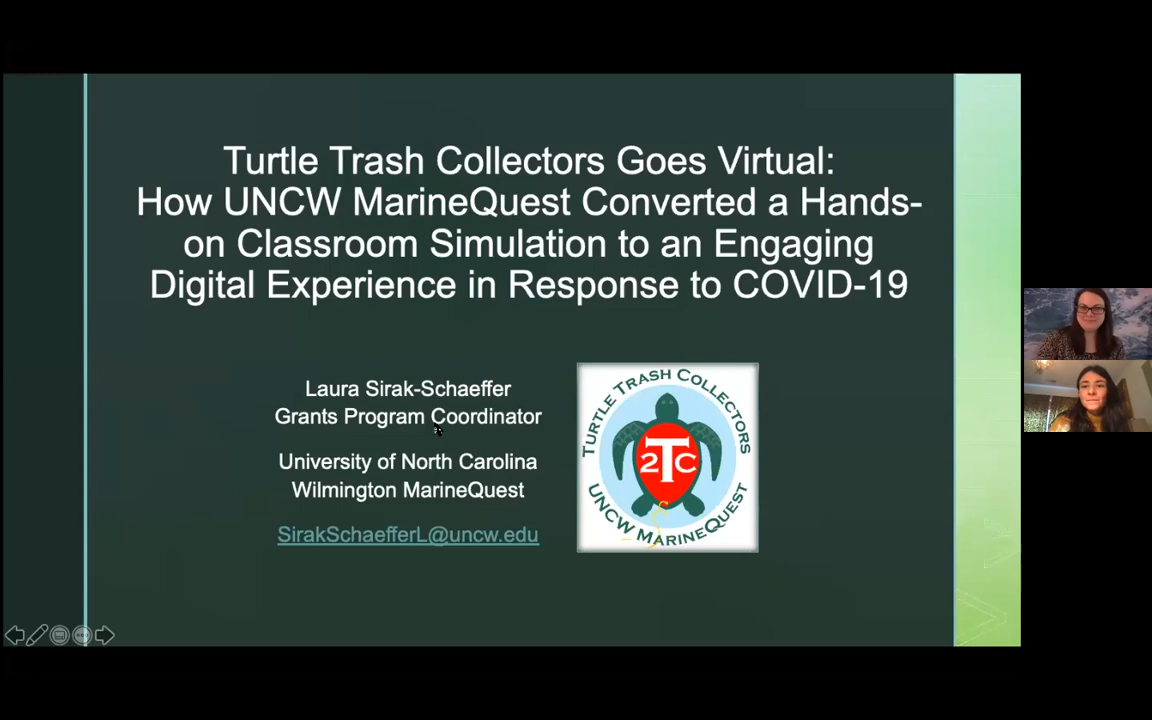 Turtle Trash Collectors Goes Virtual:
How UNCW MarineQuest Converted a Hands-
on Classroom Simulation to an Engaging
Digital Experience in Response to COVID-19
Laura Sirak-Schaeffer
Grants Program Coordinator
University of North Carolina
Wilmington MarineQuest
SirakSchaefferL@uncw.edu
TURTLE TRASH COLLECTORS
2TC
UNCW MARINEQUEST